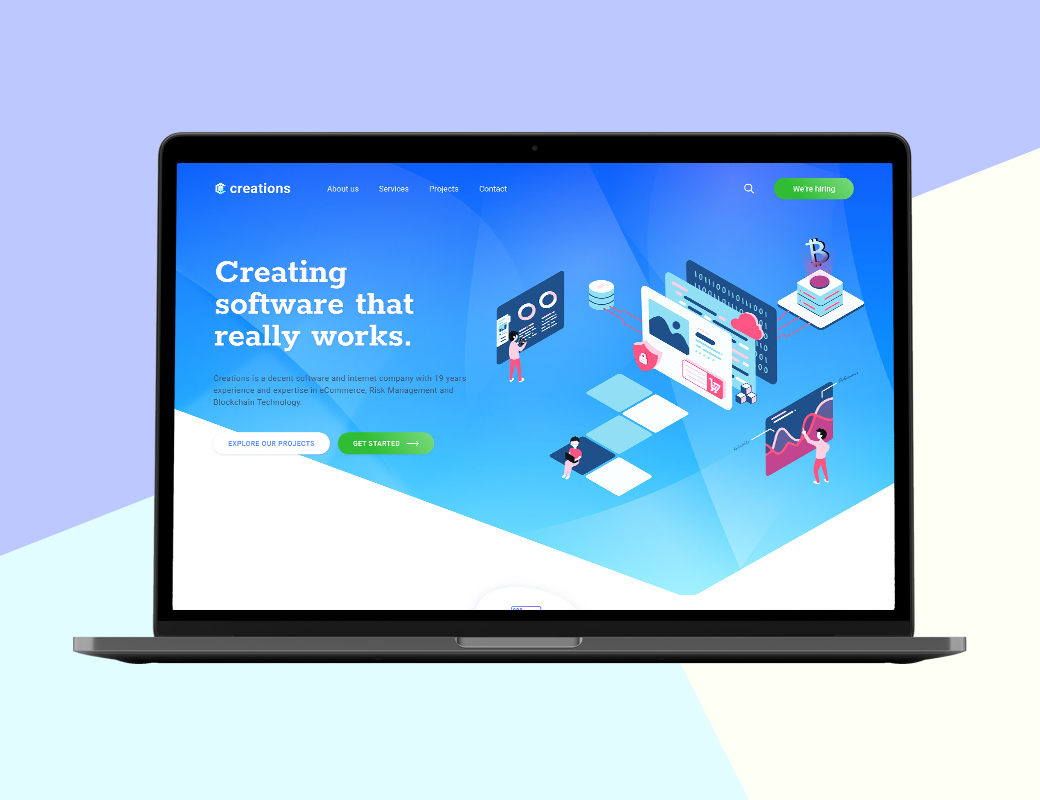 creations
About us
Services
Projects
Contact
We're hiring
Creating
software that
really works.
Creations is a decent software and internet company with 19 years
experience and expertise in eCommerce, Risk Management and
Blockchain Technology.
EXPLORE OUR PROJECTS
GET STARTED